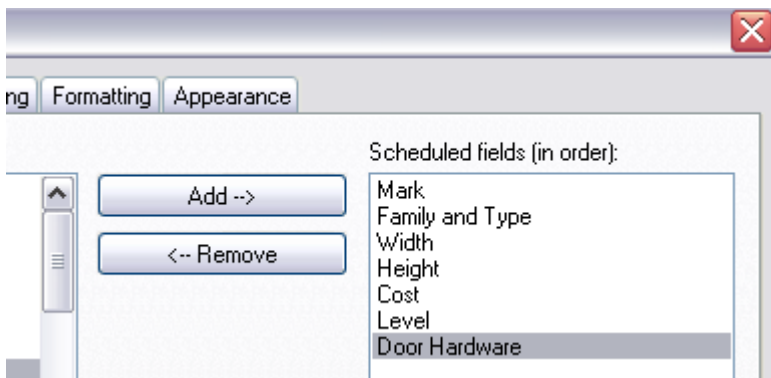 ng Formatting Appearance
Scheduled fields (in order):
Add -->
<-- Remove
Mark
Family and Type
Width
Height
Cost
Level
Door Hardware